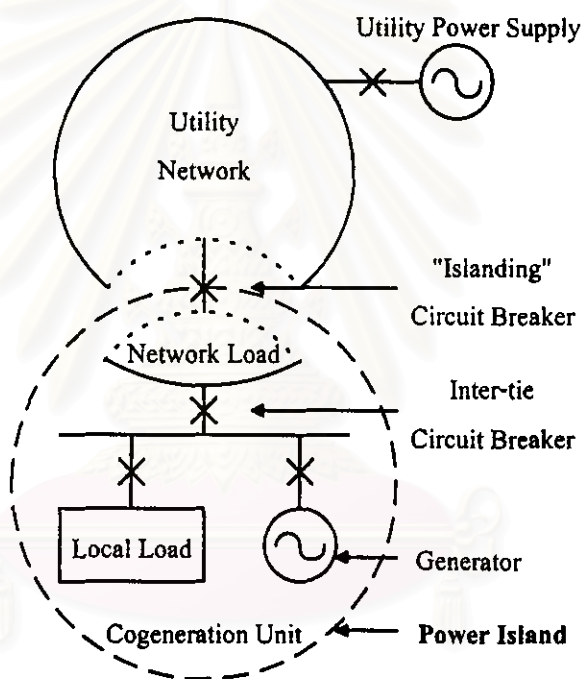 Utility Power Supply
Utility
Network
"Islanding"
Circuit Breaker
Network Load
Inter-tie
Circuit Breaker
Local Load
Generator
Cogeneration Unit
Power Island